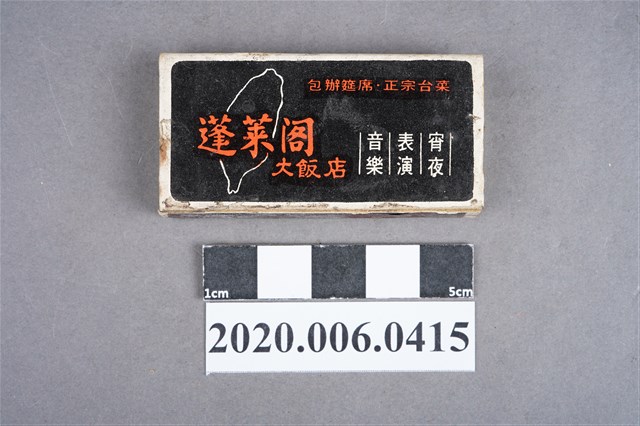 包辦筵席·正宗台菜
蓬萊阁
大飯店
音樂
表演
宵夜
1cm
5cm
2020.006.0415